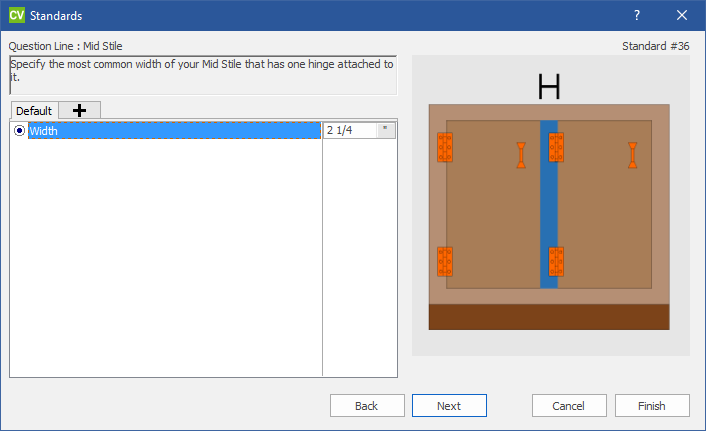 CV Standards ?
Question Line : Mid Stile
Standard #36
Specify the most common width of your Mid Stile that has one hinge attached to
it.
Default
Width 2 1/4 "
Back Next Cancel Finish